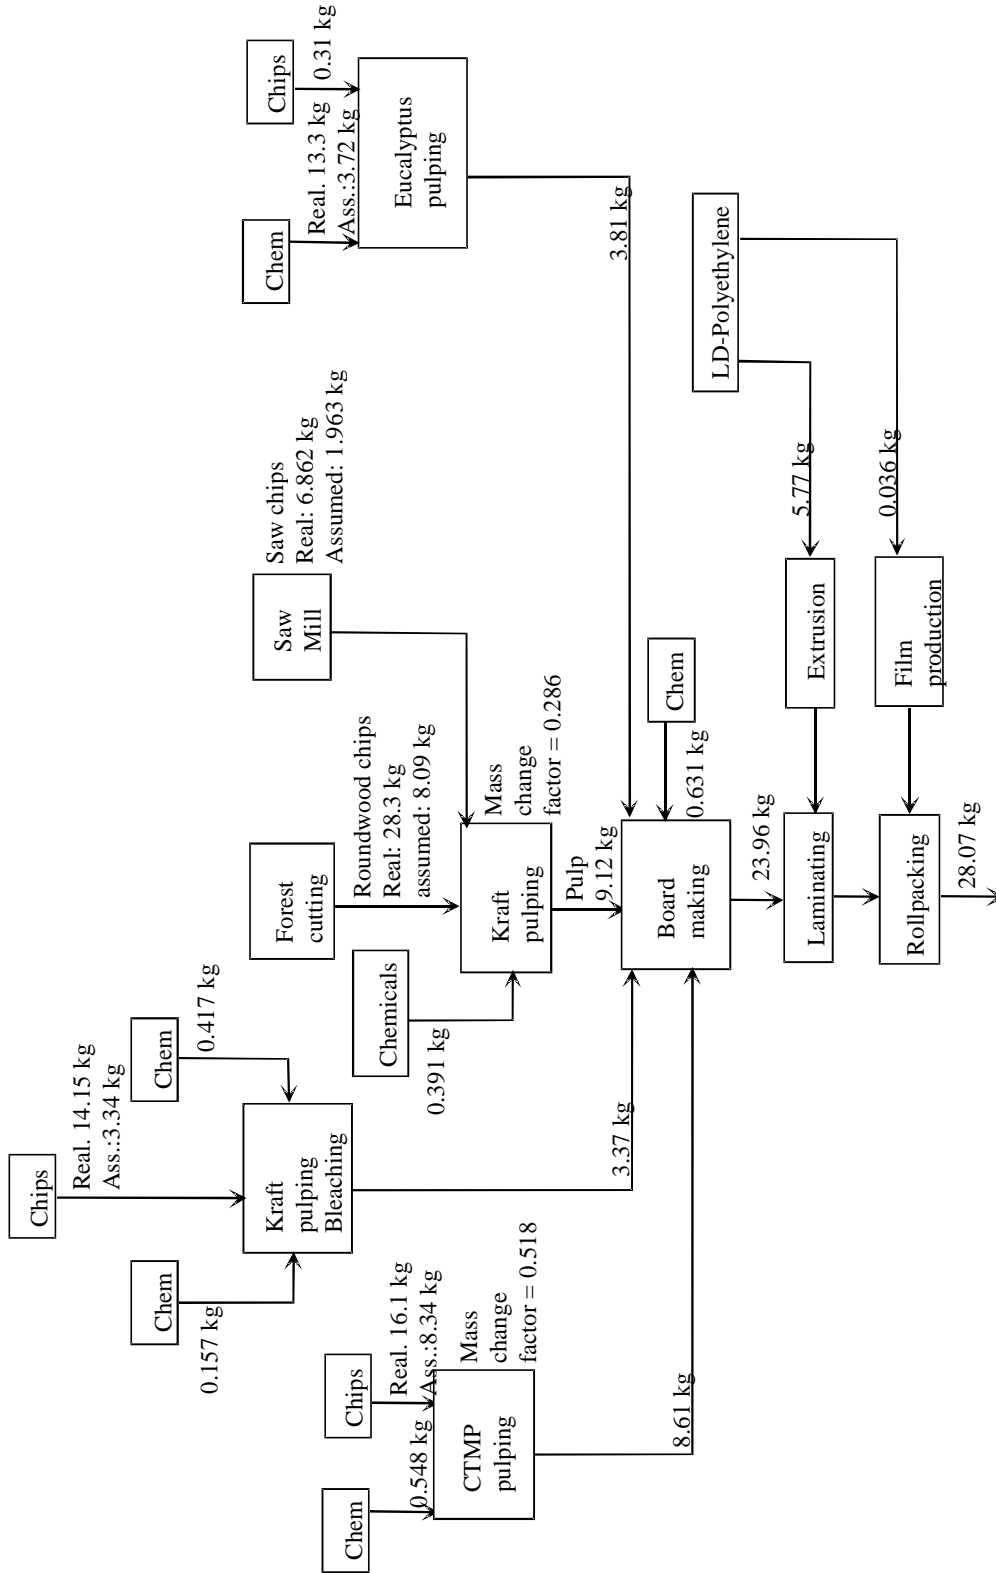 Chips
Real. 14.15 kg
Ass.:3.34 kg
Chem
0.157 kg
Chem
0.417 kg
Kraft
pulping
Bleaching
3.37 kg
Chem
0.548 kg
Chips
Real. 16.1 kg
Ass.:8.34 kg
CTMP
pulping
Mass
change
factor = 0.518
8.61 kg
Forest
cutting
Roundwood chips
Real: 28.3 kg
assumed: 8.09 kg
Chemicals
0.391 kg
Saw
Mill
Saw chips
Real: 6.862 kg
Assumed: 1.963 kg
Kraft
pulping
Mass
change
factor = 0.286
Pulp
9.12 kg
Chem
Real. 13.3 kg
Ass.:3.72 kg
Chips
0.31 kg
Eucalyptus
pulping
3.81 kg
Board
making
Chem
0.631 kg
23.96 kg
LD-Polyethylene
5.77 kg
0.036 kg
Laminating
Extrusion
Rollpacking
Film
production
28.07 kg